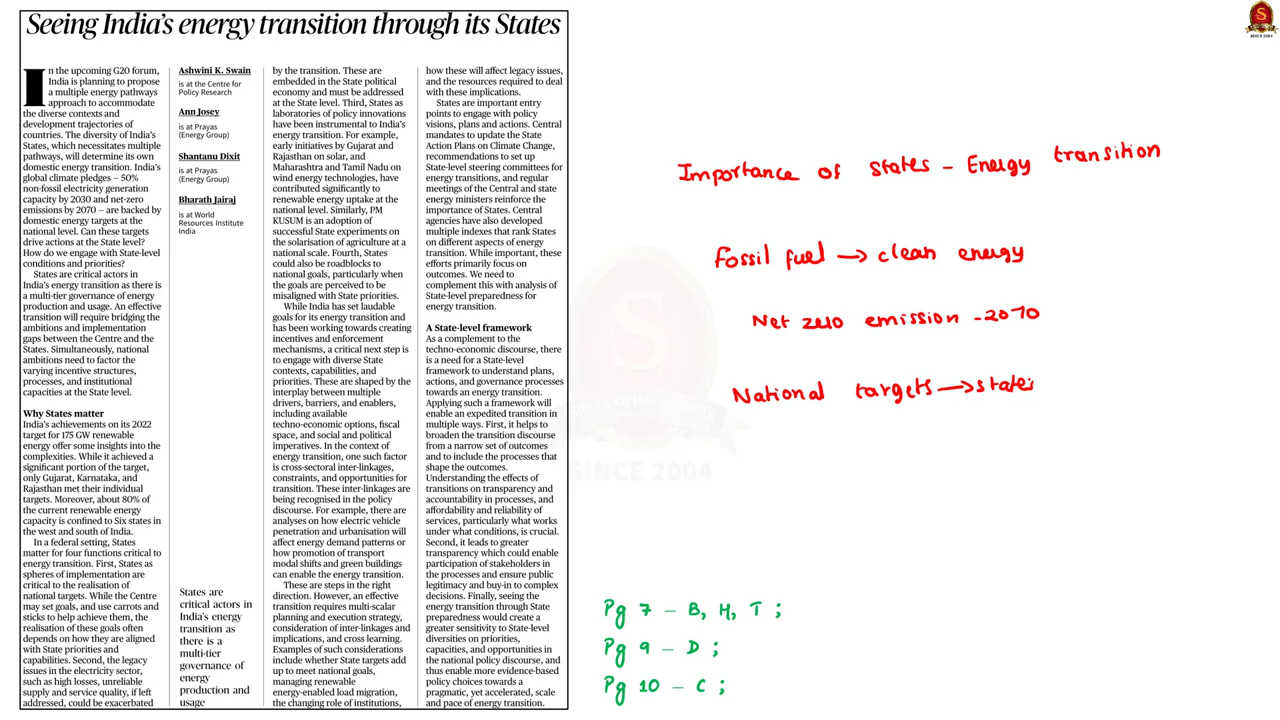 Seeing India's energy transition through its States
In the upcoming G20 forum,
India is planning to propose
a multiple energy pathways
approach to accommodate
the diverse contexts and
development trajectories of
countries. The diversity of India's
States, which necessitates multiple
pathways, will determine its own
domestic energy transition. India's
global climate pledges – 50%
non-fossil electricity generation
capacity by 2030 and net-zero
emissions by 2070 – are backed by
domestic energy targets at the
national level. Can these targets
drive actions at the State level?
How do we engage with State-level
conditions and priorities?
States are critical actors in
India's energy transition as there is
a multi-tier governance of energy
production and usage. An effective
transition will require bridging the
ambitions and implementation
gaps between the Centre and the
States. Simultaneously, national
ambitions need to factor the
varying incentive structures,
processes, and institutional
capacities at the State level.
Why States matter
India's achievements on its 2022
target for 175 GW renewable
energy offer some insights into the
complexities. While it achieved a
significant portion of the target,
only Gujarat, Karnataka, and
Rajasthan met their individual
targets. Moreover, about 80% of
the current renewable energy
capacity is confined to Six states in
the west and south of India.
In a federal setting, States
matter for four functions critical to
energy transition. First, States as
spheres of implementation are
critical to the realisation of
national targets. While the Centre
may set goals, and use carrots and
sticks to help achieve them, the
realisation of these goals often
depends on how they are aligned
with State priorities and
capabilities. Second, the legacy
issues in the electricity sector,
such as high losses, unreliable
supply and service quality, if left
addressed, could be exacerbated
Ashwini K. Swain
is at the Centre for
Policy Research
Ann Josey
is at Prayas
(Energy Group)
Shantanu Dixit
is at Prayas
(Energy Group)
Bharath Jairaj
is at World
Resources Institute
India
States are
critical actors in
India's energy
transition as
there is a
multi-tier
governance of
energy
production and
usage
by the transition. These are
embedded in the State political
economy and must be addressed
at the State level. Third, States as
laboratories of policy innovations
have been instrumental to India's
energy transition. For example,
early initiatives by Gujarat and
Rajasthan on solar, and
Maharashtra and Tamil Nadu on
wind energy technologies, have
contributed significantly to
renewable energy uptake at the
national level. Similarly, PM
KUSUM is an adoption of
successful State experiments on
the solarisation of agriculture at a
national scale. Fourth, States
could also be roadblocks to
national goals, particularly when
the goals are perceived to be
misaligned with State priorities.
While India has set laudable
goals for its energy transition and
has been working towards creating
incentives and enforcement
mechanisms, a critical next step is
to engage with diverse State
contexts, capabilities, and
priorities. These are shaped by the
interplay between multiple
drivers, barriers, and enablers,
including available
techno-economic options, fiscal
space, and social and political
imperatives. In the context of
energy transition, one such factor
is cross-sectoral inter-linkages,
constraints, and opportunities for
transition. These inter-linkages are
being recognised in the policy
discourse. For example, there are
analyses on how electric vehicle
penetration and urbanisation will
affect energy demand patterns or
how promotion of transport
modal shifts and green buildings
can enable the energy transition.
These are steps in the right
direction. However, an effective
transition requires multi-scalar
planning and execution strategy,
consideration of inter-linkages and
implications, and cross learning.
Examples of such considerations
include whether State targets add
up to meet national goals,
managing renewable
energy-enabled load migration,
the changing role of institutions,
how these will affect legacy issues,
and the resources required to deal
with these implications.
States are important entry
points to engage with policy
visions, plans and actions. Central
mandates to update the State
Action Plans on Climate Change,
recommendations to set up
State-level steering committees for
energy transitions, and regular
meetings of the Central and state
energy ministers reinforce the
importance of States. Central
agencies have also developed
multiple indexes that rank States
on different aspects of energy
transition. While important, these
efforts primarily focus on
outcomes. We need to
complement this with analysis of
State-level preparedness for
energy transition.
A State-level framework
As a complement to the
techno-economic discourse, there
is a need for a State-level
framework to understand plans,
actions, and governance processes
towards an energy transition.
Applying such a framework will
enable an expedited transition in
multiple ways. First, it helps to
broaden the transition discourse
from a narrow set of outcomes
and to include the processes that
shape the outcomes.
Understanding the effects of
transitions on transparency and
accountability in processes, and
affordability and reliability of
services, particularly what works
under what conditions, is crucial.
Second, it leads to greater
transparency which could enable
participation of stakeholders in
the processes and ensure public
legitimacy and buy-in to complex
decisions. Finally, seeing the
energy transition through State
preparedness would create a
greater sensitivity to State-level
diversities on priorities,
capacities, and opportunities in
the national policy discourse, and
thus enable more evidence-based
policy choices towards a
pragmatic, yet accelerated, scale
and pace of energy transition.
Importance of states - Energy transition
Fossil fuel → clean energy
Net zero emission - 2070
National targets → states
SINCE 2004
Pg 7 – B, H, T ;
Pg 9 – D ;
Pg 10 – C ;
S
SINCE 2004